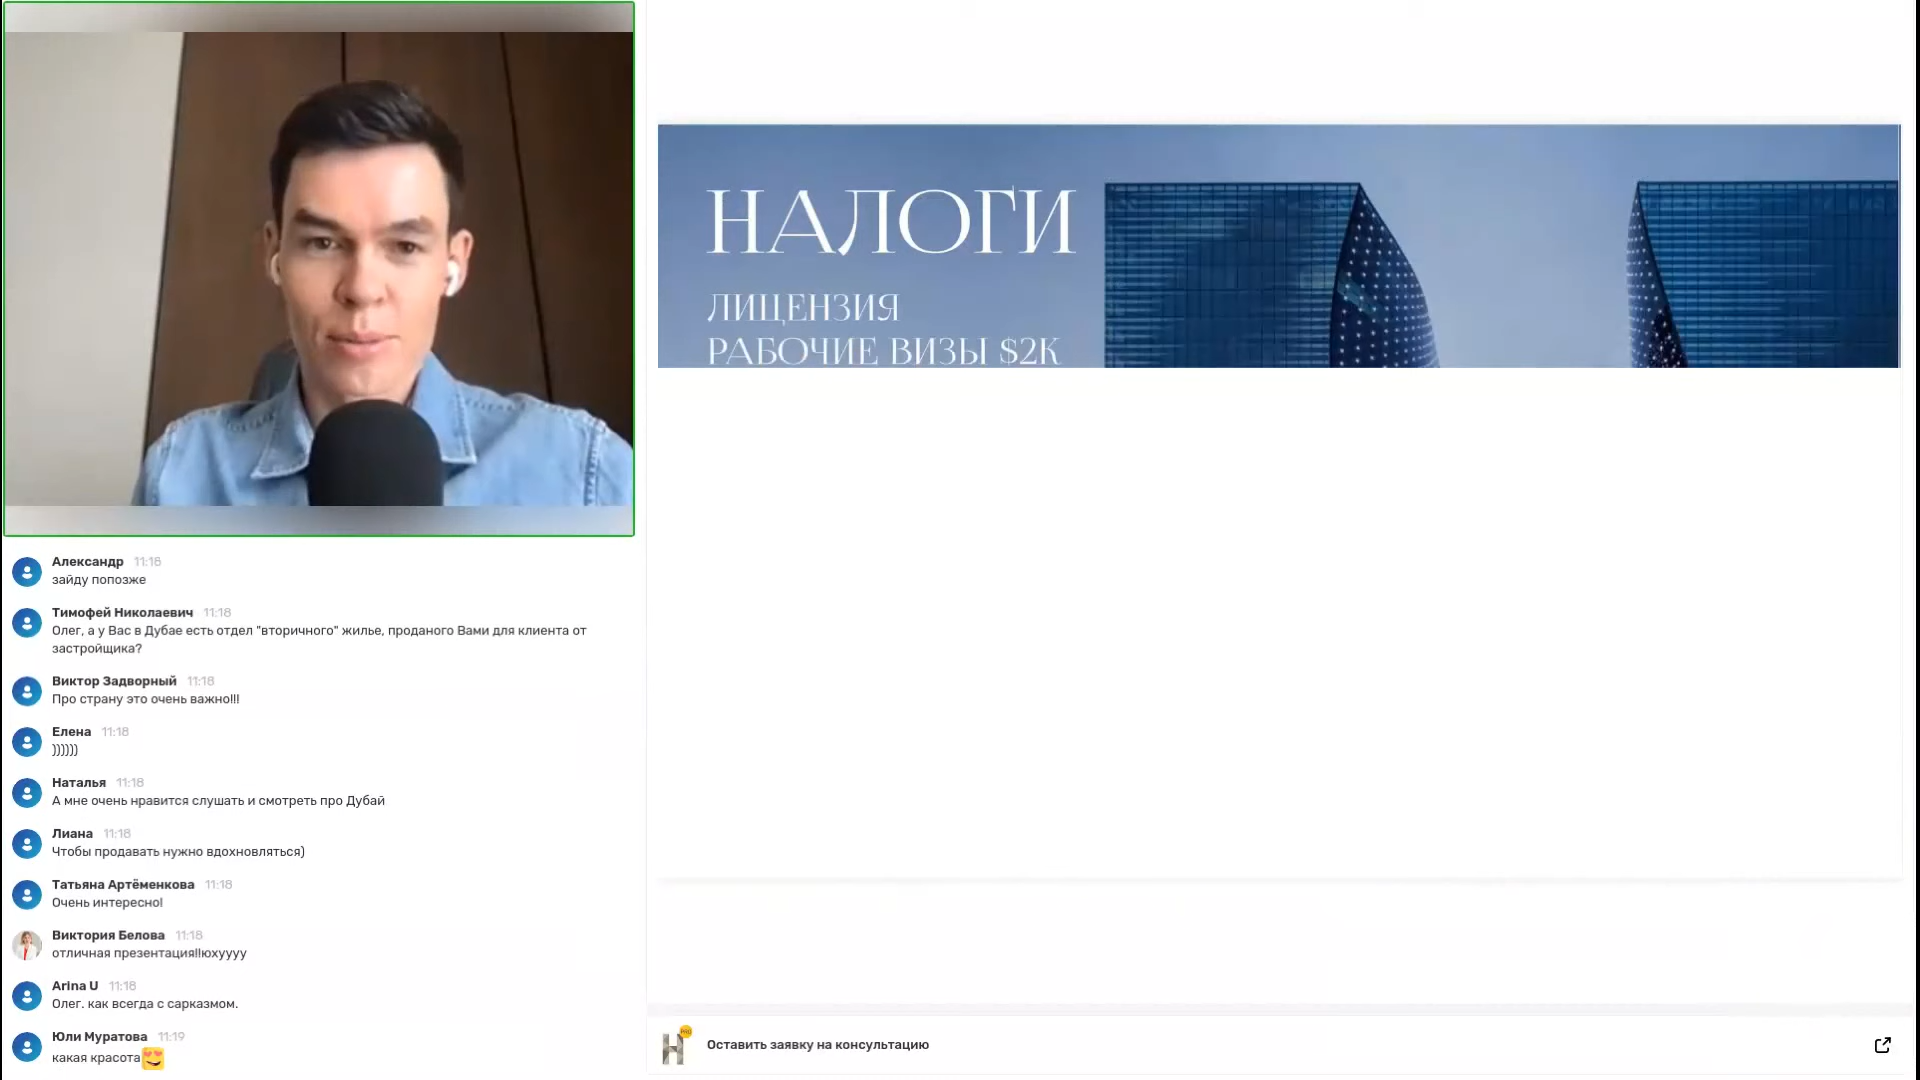 Александр 11:18
зайду попозже
Тимофей Николаевич 11:18
Олег, а у Вас в Дубае есть отдел "вторичного" жилье, проданого Вами для клиента от
застройщика?
Виктор Задворный 11:18
Про страну это очень важно!!!
Елена 11:18
))))))
Наталья 11:18
А мне очень нравится слушать и смотреть про Дубай
Лиана 11:18
Чтобы продавать нужно вдохновляться)
Татьяна Артёменкова 11:18
Очень интересно!
Виктория Белова 11:18
отличная презентация!!юхуууу
Arina U 11:18
Олег. как всегда с сарказмом.
Юли Муратова 11:19
какая красота
НАЛОГИ
ЛИЦЕНЗИЯ
РАБОЧИЕ ВИЗЫ $2К
PRO
Оставить заявку на консультацию